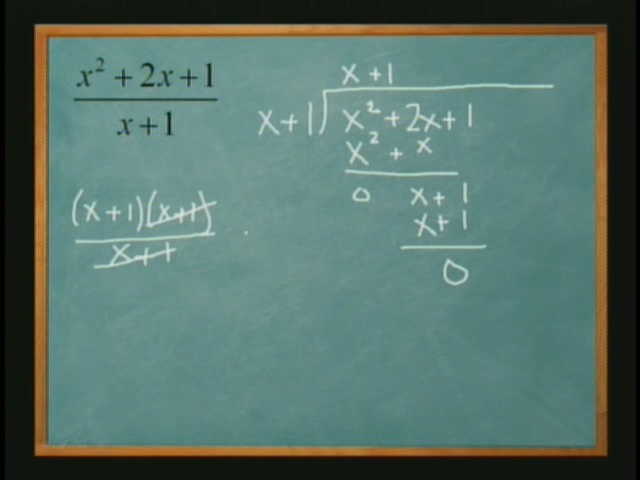 x² + 2x + 1
x + 1
(x + 1)(x + 1)
x + 1
x + 1
x + 1) x² + 2x + 1
x² + x
0 x + 1
x + 1
0